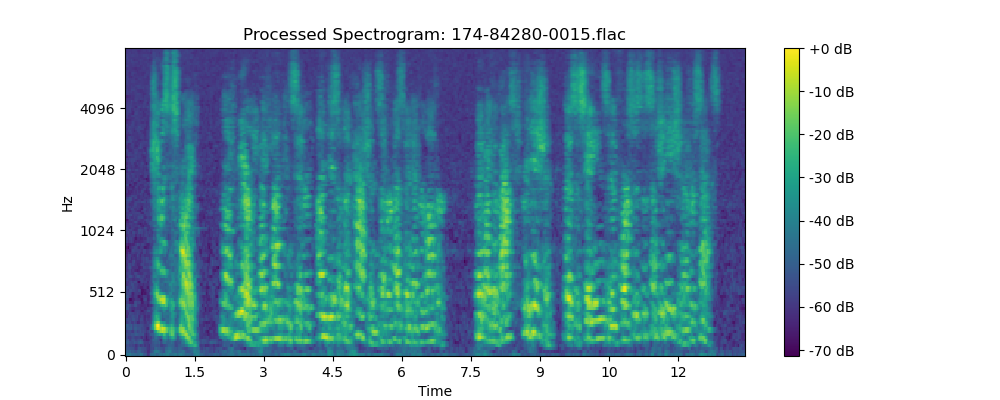 Processed Spectrogram: 174-84280-0015.flac
+0 dB
4096
-10 dB
-20 dB
2048
-30 dB
Hz
1024
-40 dB
-50 dB
512
-60 dB
0
-70 dB
0 1.5 3 4.5 6 7.5 9 10 12
Time